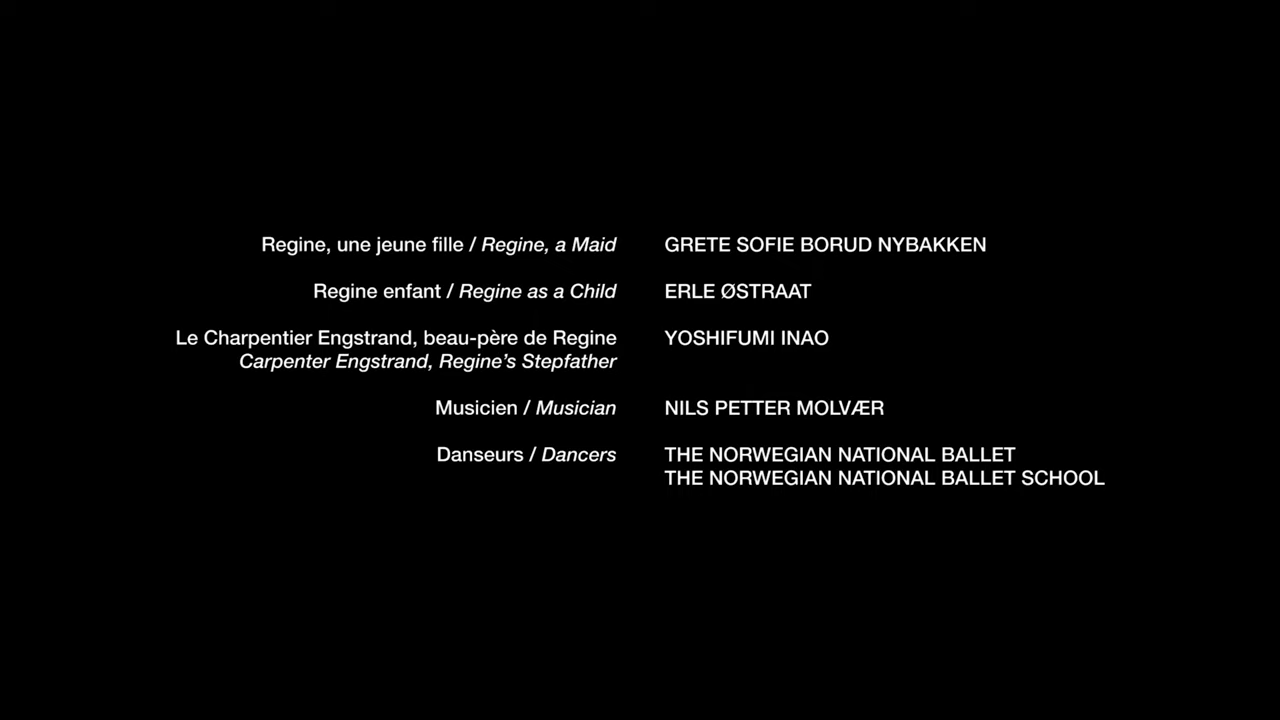 Regine, une jeune fille / Regine, a Maid GRETE SOFIE BORUD NYBAKKEN
Regine enfant / Regine as a Child ERLE ØSTRAAT
Le Charpentier Engstrand, beau-père de Regine YOSHIFUMI INAO
Carpenter Engstrand, Regine’s Stepfather
Musicien / Musician NILS PETTER MOLVÆR
Danseurs / Dancers THE NORWEGIAN NATIONAL BALLET
THE NORWEGIAN NATIONAL BALLET SCHOOL